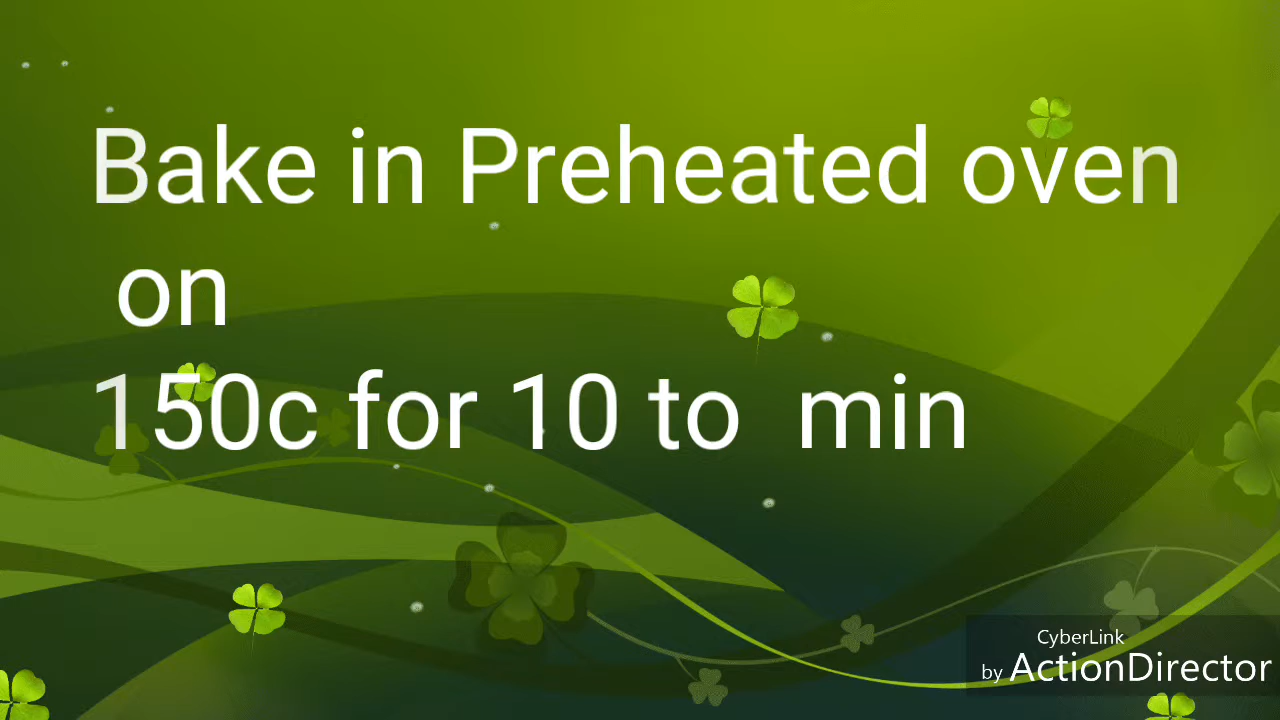 Bake in Preheated oven
on
150c for 10 to  min
CyberLink
by ActionDirector